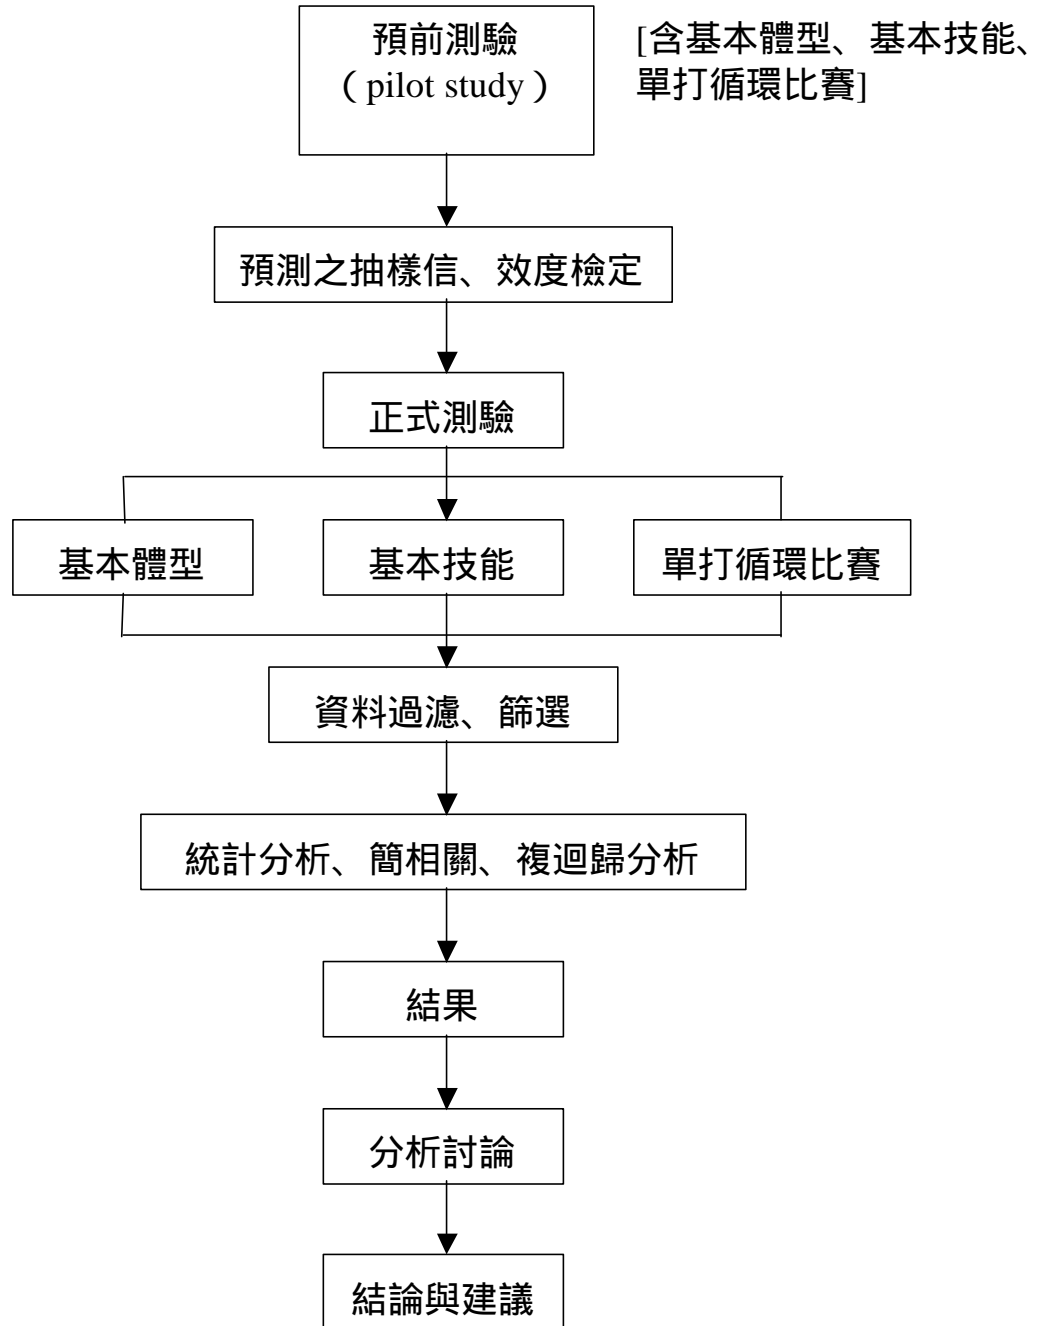 預前測驗
（pilot study）
[含基本體型、基本技能、
單打循環比賽]
預測之抽樣信、效度檢定
正式測驗
基本體型
基本技能
單打循環比賽
資料過濾、篩選
統計分析、簡相關、複迴歸分析
結果
分析討論
結論與建議